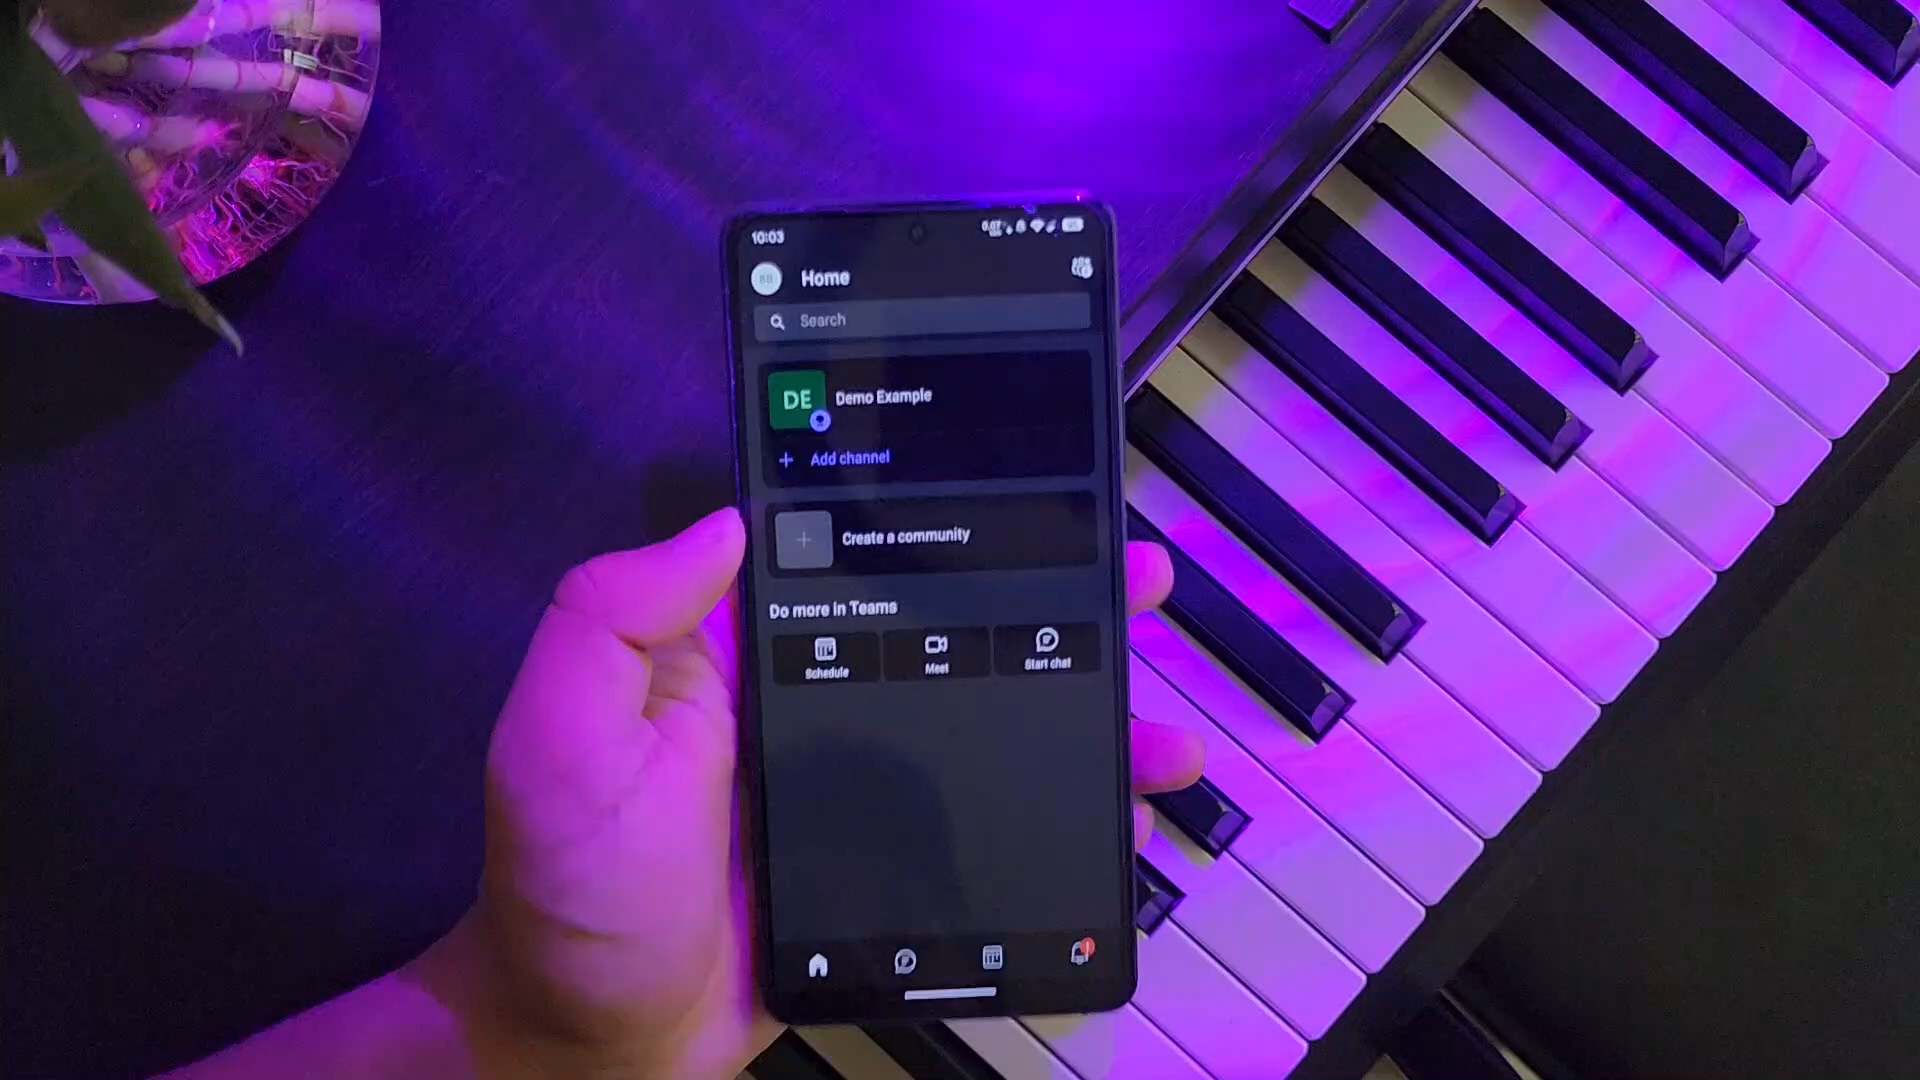 10:03
Home
Search
DE
Demo Example
+ Add channel
+
Create a community
Do more in Teams
Schedule
Meet
Start chat